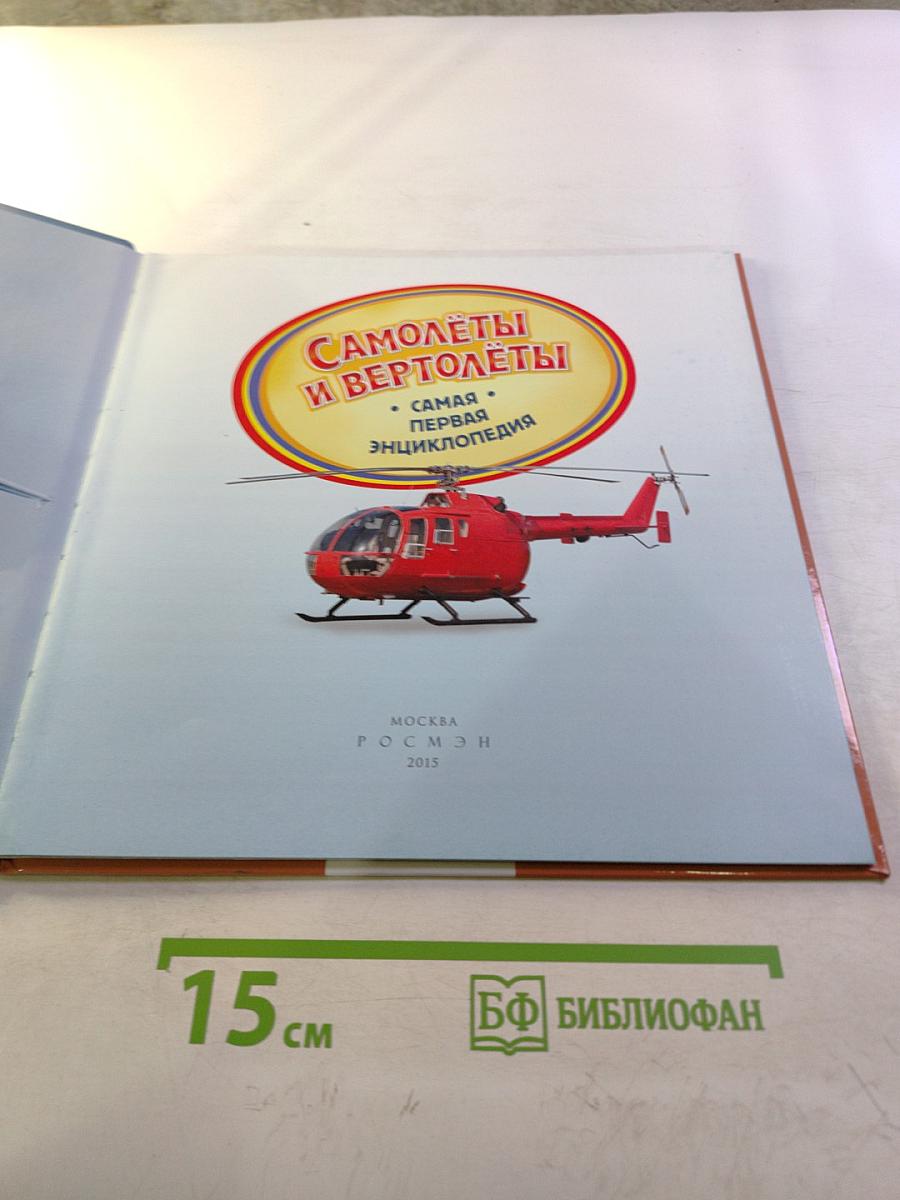 Самолёты
и вертолёты
• САМАЯ •
ПЕРВАЯ
ЭНЦИКЛОПЕДИЯ
МОСКВА
РОСМЭН
2015
15 см
БФ БИБЛИОФАН